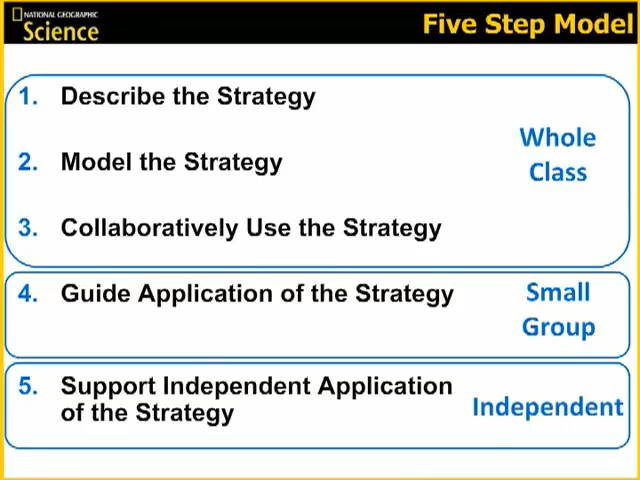 NATIONAL GEOGRAPHIC
Science
Five Step Model
1. Describe the Strategy
2. Model the Strategy
3. Collaboratively Use the Strategy
Whole
Class
4. Guide Application of the Strategy
Small
Group
5. Support Independent Application
of the Strategy
Independent